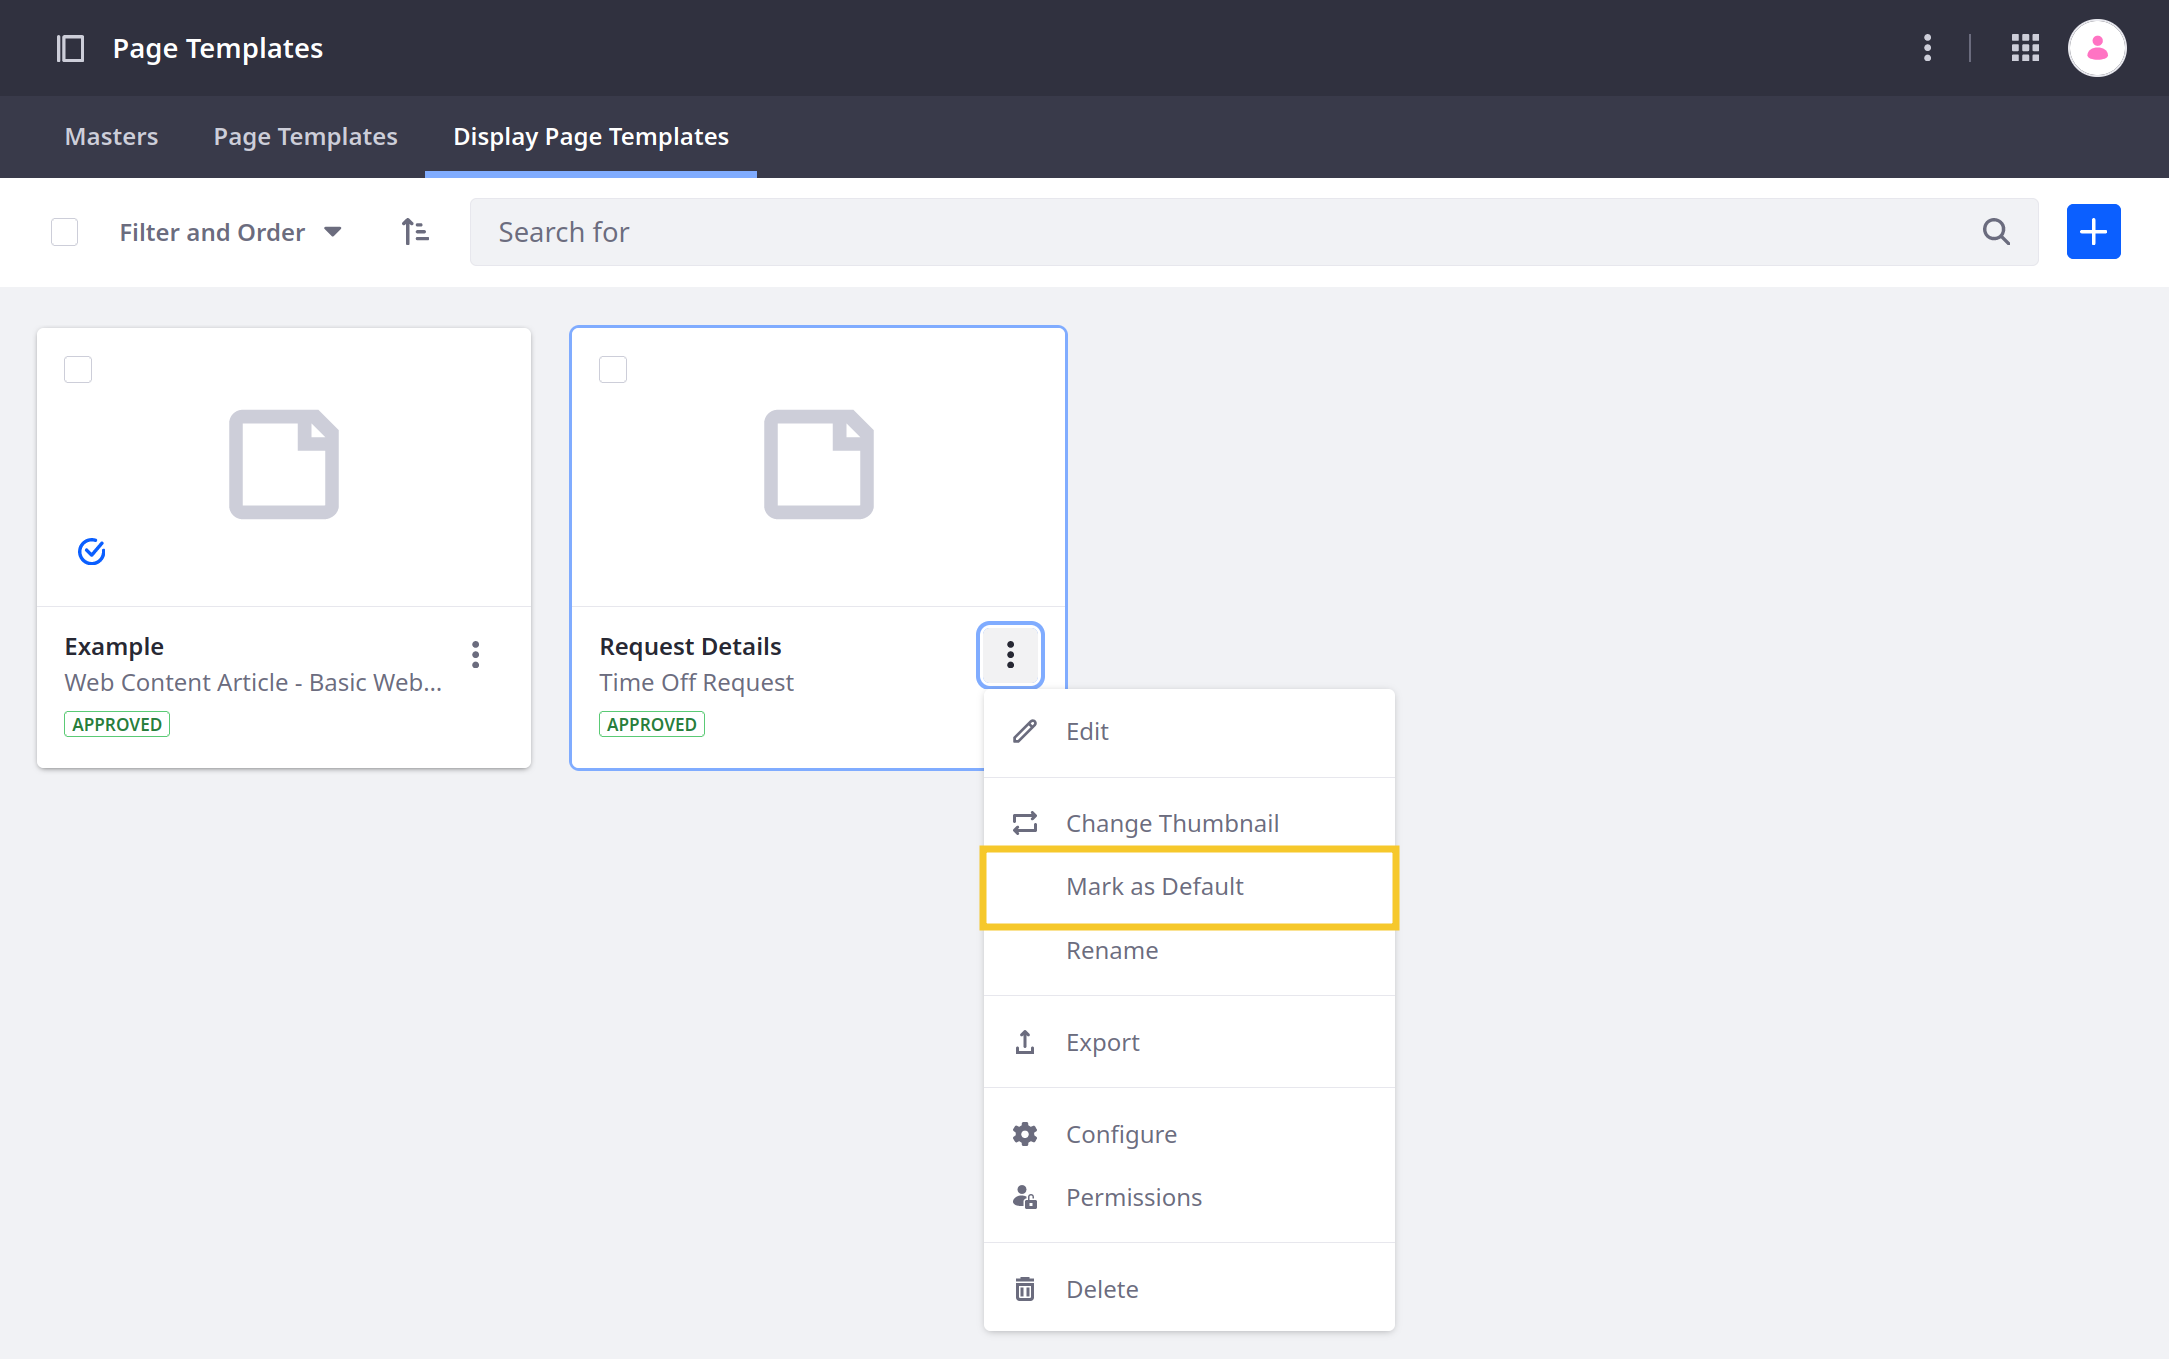 Page Templates
Masters
Page Templates
Display Page Templates
Filter and Order
Search for
Example
Web Content Article - Basic Web...
APPROVED
Request Details
Time Off Request
APPROVED
Edit
Change Thumbnail
Mark as Default
Rename
Export
Configure
Permissions
Delete